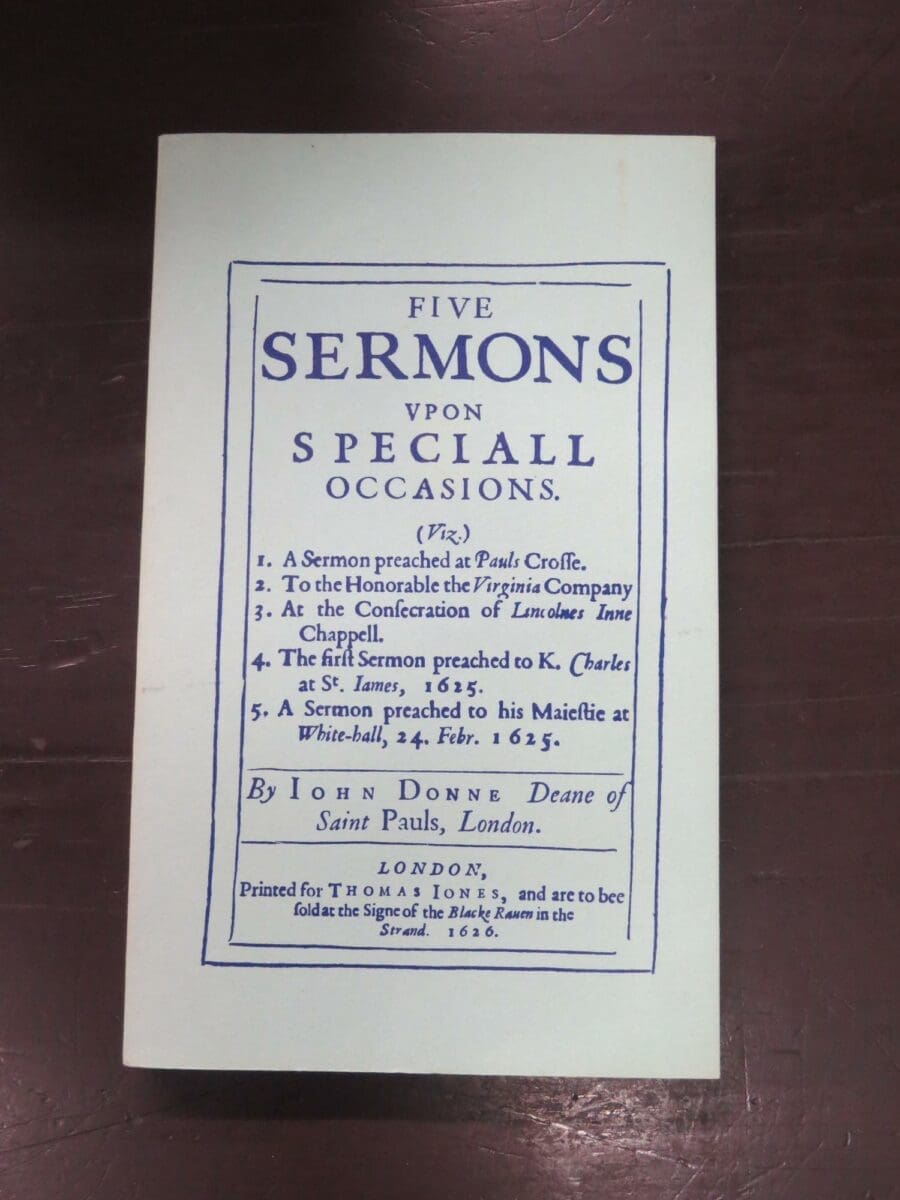 FIVE
SERMONS
VPON
SPECIALL
OCCASIONS.
(Viz.)
1. A Sermon preached at Pauls Croſſe.
2. To the Honorable the Virginia Company
3. At the Conſecration of Lincolnes Inne
Chappell.
4. The firſt Sermon preached to K. Charles
at St. Iames, 1625.
5. A Sermon preached to his Maieſtie at
White-hall, 24. Febr. 1625.
By IOHN DONNE Deane of
Saint Pauls, London.
LONDON,
Printed for THOMAS IONES, and are to bee
ſold at the Signe of the Blacke Rauen in the
Strand. 1626.